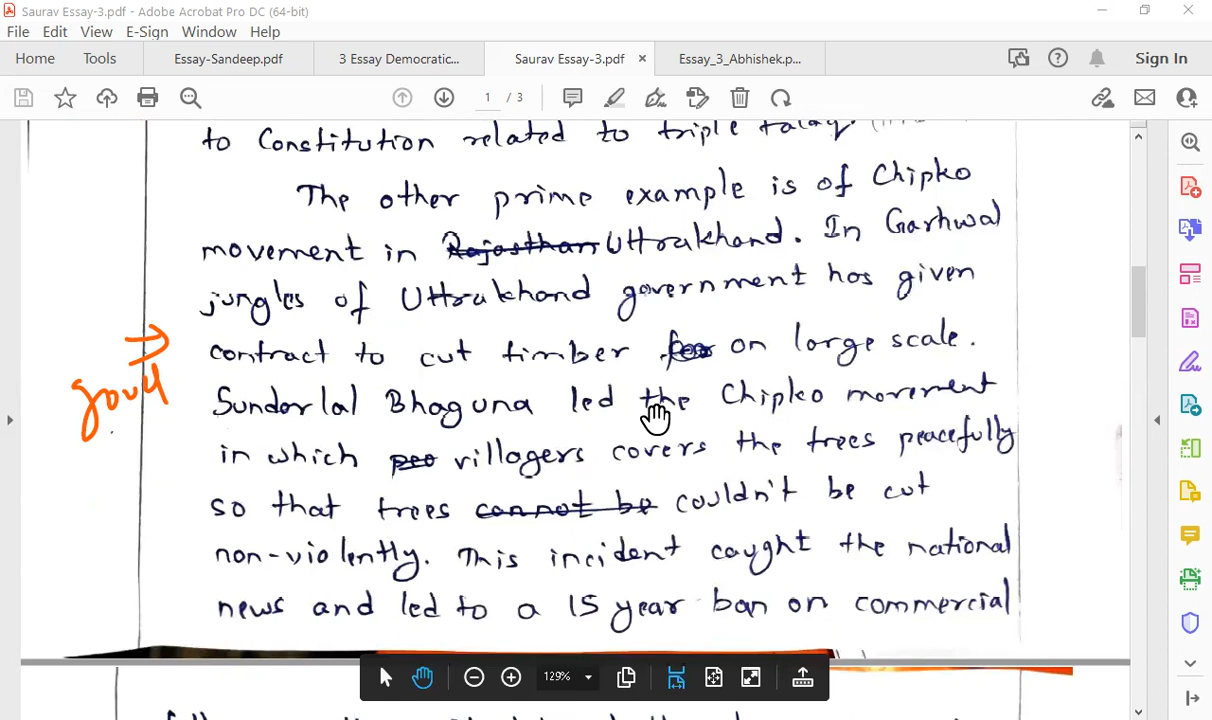 Saurav Essay-3.pdf - Adobe Acrobat Pro DC (64-bit)
File Edit View E-Sign Window Help
Home Tools Essay-Sandeep.pdf 3 Essay Democratic... Saurav Essay-3.pdf × Essay_3_Abhishek.p... Sign In
1 / 3
to Constitution related to triple talaq.
The other prime example is of Chipko
movement in Rajasthan Uttrakhand. In Garhwal
jungles of Uttrakhand government has given
contract to cut timber for on large scale.
Sundarlal Bhaguna led the Chipko movement
in which peo villagers covers the trees peacefully
so that trees cannot be couldn't be cut
non-violently. This incident caught the national
news and led to a 15 year ban on commercial
129%